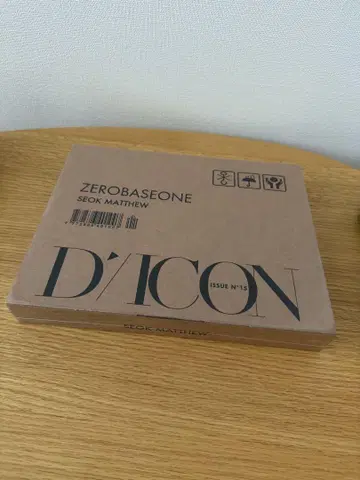 ZEROBASEONE
SEOK MATTHEW
D'/ICON
ISSUE N°15
SEOK MATTHEW